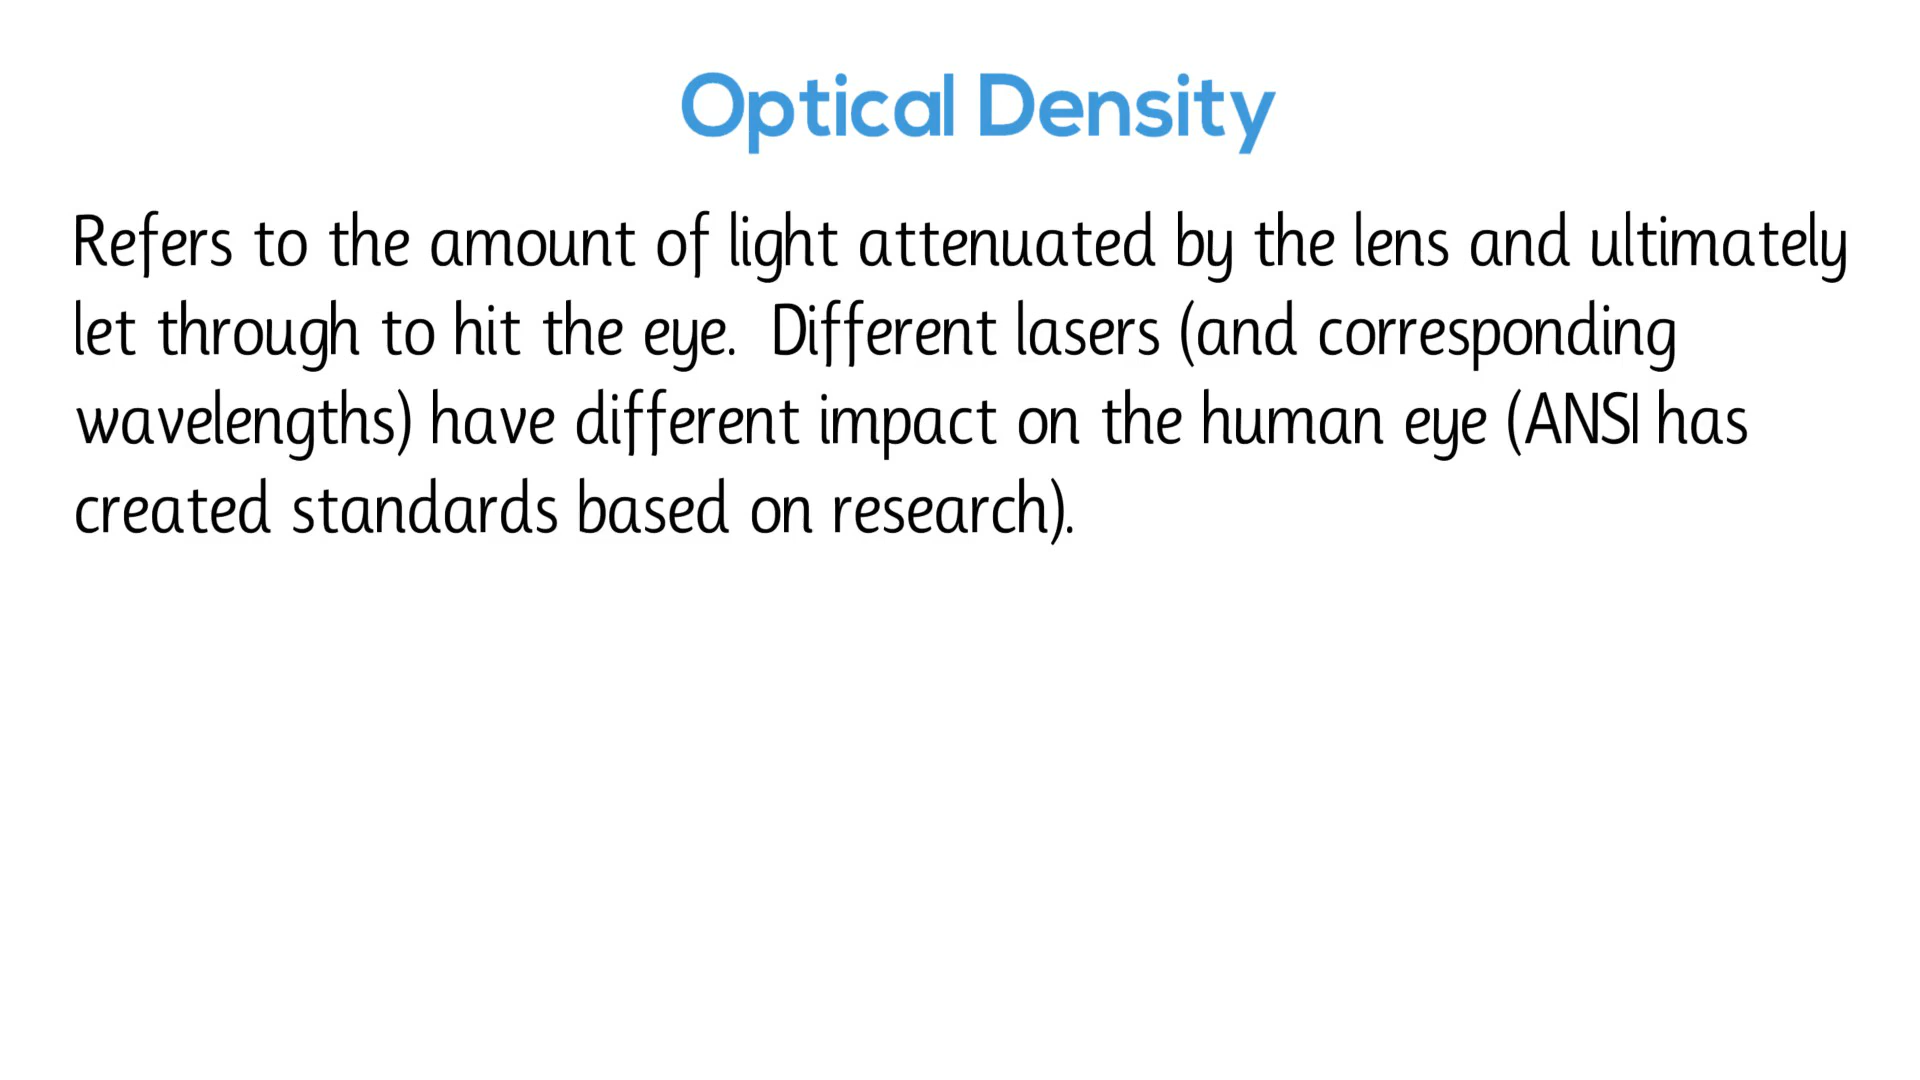 Optical Density
Refers to the amount of light attenuated by the lens and ultimately
let through to hit the eye.  Different lasers (and corresponding
wavelengths) have different impact on the human eye (ANSI has
created standards based on research).